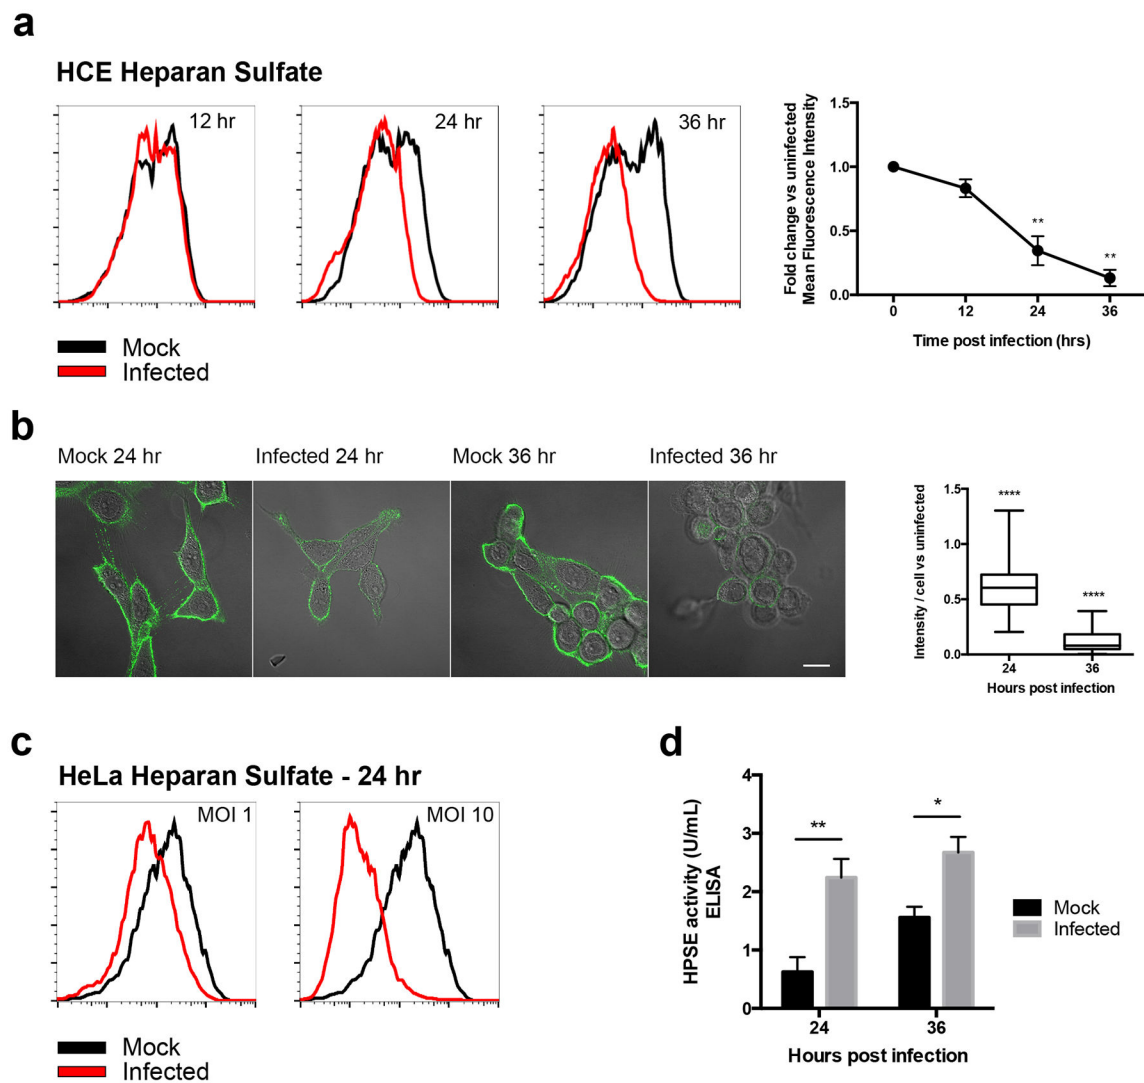 a
HCE Heparan Sulfate
12 hr
24 hr
36 hr
Mock
Infected
Fold change vs uninfected
Mean Fluorescence Intensity
1.5
1.0
0.5
0.0
**
**
0 12 24 36
Time post infection (hrs)
b
Mock 24 hr
Infected 24 hr
Mock 36 hr
Infected 36 hr
Intensity / cell vs uninfected
1.5
1.0
0.5
0.0
****
****
24 36
Hours post infection
c
HeLa Heparan Sulfate - 24 hr
MOI 1
MOI 10
Mock
Infected
d
HPSE activity (U/mL)
ELISA
4
3
2
1
0
**
*
24 36
Hours post infection
Mock
Infected